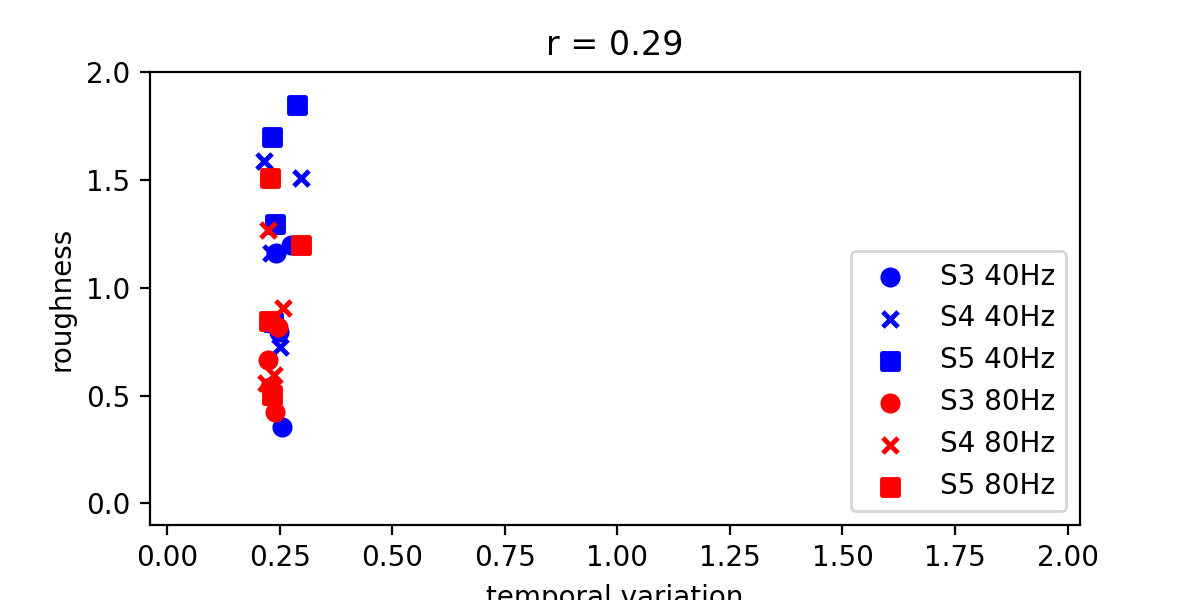 r = 0.29
2.0
1.5
1.0
0.5
0.0
roughness
0.00 0.25 0.50 0.75 1.00 1.25 1.50 1.75 2.00
temporal variation
S3 40Hz
S4 40Hz
S5 40Hz
S3 80Hz
S4 80Hz
S5 80Hz